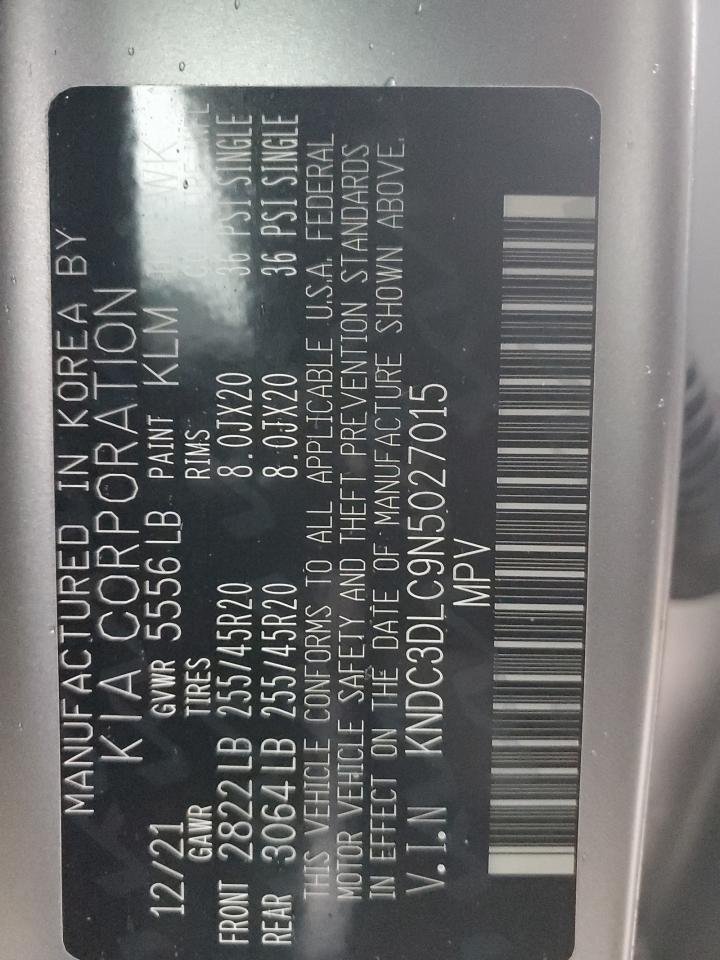 MANUFACTURED IN KOREA BY
KIA CORPORATION
12/21 GVWR 5556 LB PAINT KLM WK
GAWR TIRES RIMS
FRONT 2822 LB 255/45R20 8.0JX20 36 PSI SINGLE
REAR 3064 LB 255/45R20 8.0JX20 36 PSI SINGLE
THIS VEHICLE CONFORMS TO ALL APPLICABLE U.S.A. FEDERAL
MOTOR VEHICLE SAFETY AND THEFT PREVENTION STANDARDS
IN EFFECT ON THE DATE OF MANUFACTURE SHOWN ABOVE.
V.I.N KNDC3DLC9N5027015
MPV